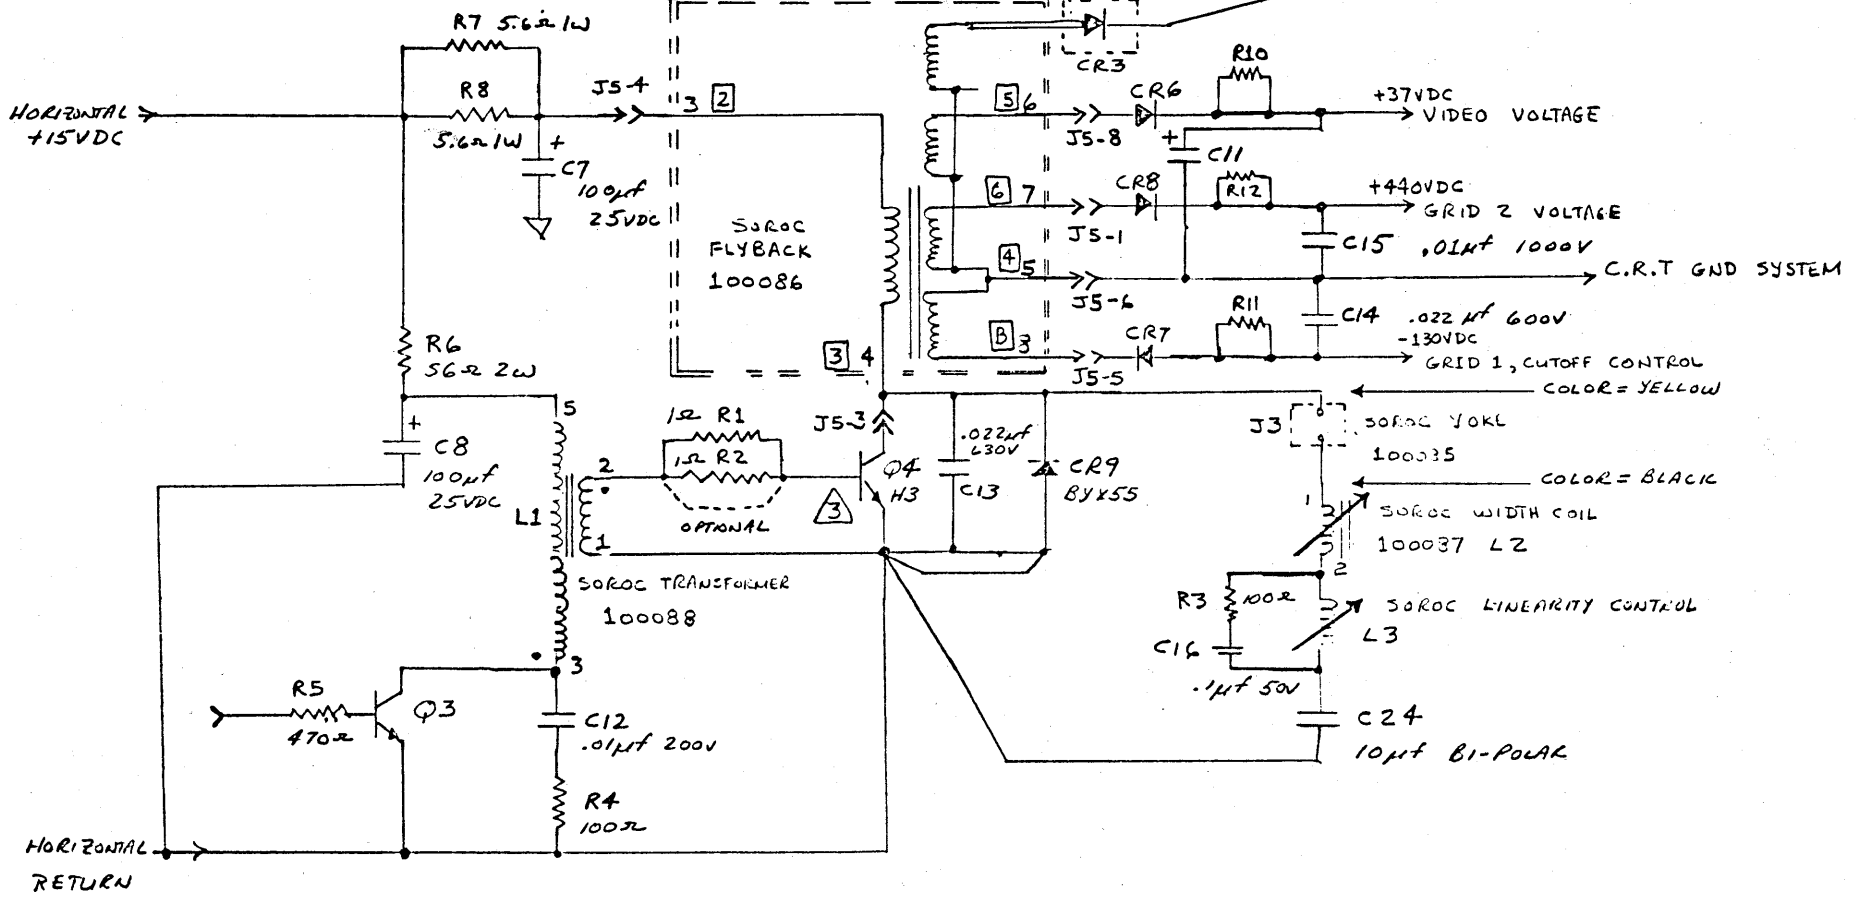 R7 5.6Ω 1W
R8
5.6Ω 1W
HORIZONTAL
+15VDC
J5-4
3 2
+
C7
100µf
25VDC
SOROC
FLYBACK
100086
CR3
5 6
J5-8
CR6
R10
+37VDC
VIDEO VOLTAGE
+
C11
6 7
J5-1
CR8
R12
+440VDC
GRID 2 VOLTAGE
C15 .01µf 1000V
4 5
J5-6
C.R.T GND SYSTEM
C14 .022µf 600V
B 3
J5-5
CR7
R11
-130VDC
GRID 1, CUTOFF CONTROL
3 4
R6
56Ω 2W
COLOR = YELLOW
+
C8
100µf
25VDC
5
L1
2
1
SOROC TRANSFORMER
100088
3
1Ω R1
1Ω R2
OPTIONAL
J5-3
3
Q4
H3
.022µf
630V
C13
CR9
BYX55
J3
SOROC YOKE
100035
COLOR = BLACK
1
SOROC WIDTH COIL
100037 L2
2
R3 100Ω
C16
.1µf 50V
SOROC LINEARITY CONTROL
L3
C24
10µf BI-POLAR
R5
470Ω
Q3
C12
.01µf 200V
R4
100Ω
HORIZONTAL
RETURN